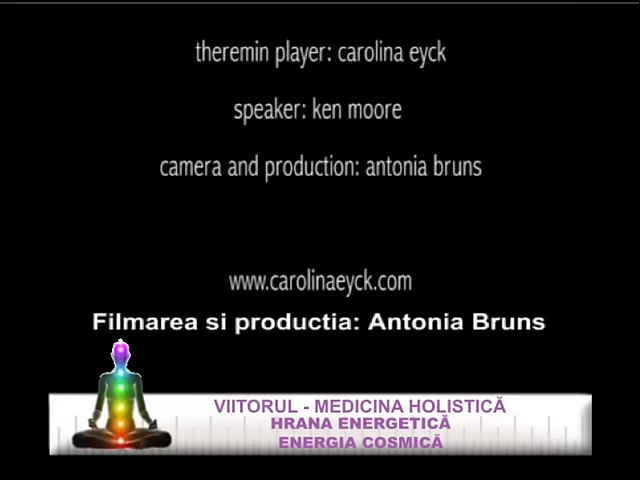 theremin player: carolina eyck
speaker: ken moore
camera and production: antonia bruns
www.carolinaeyck.com
Filmarea si productia: Antonia Bruns
VIITORUL - MEDICINA HOLISTICĂ
HRANA ENERGETICĂ
ENERGIA COSMICĂ